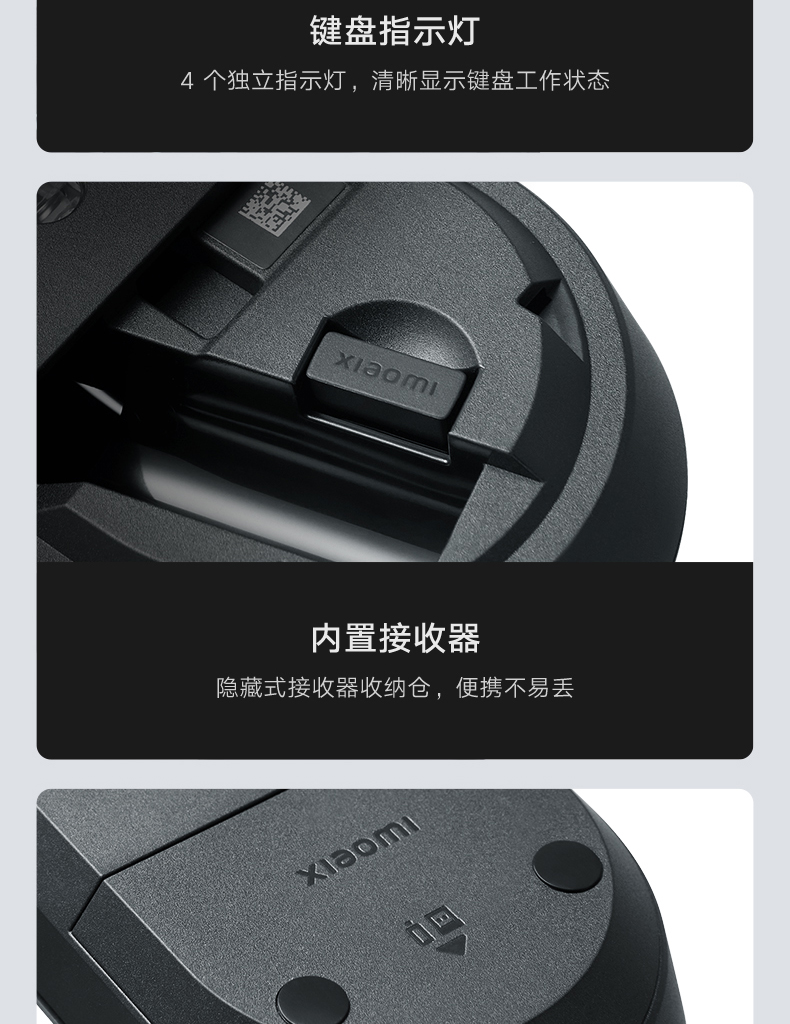 键盘指示灯
4 个独立指示灯，清晰显示键盘工作状态
xiaomi
内置接收器
隐藏式接收器收纳仓，便携不易丢
xiaomi